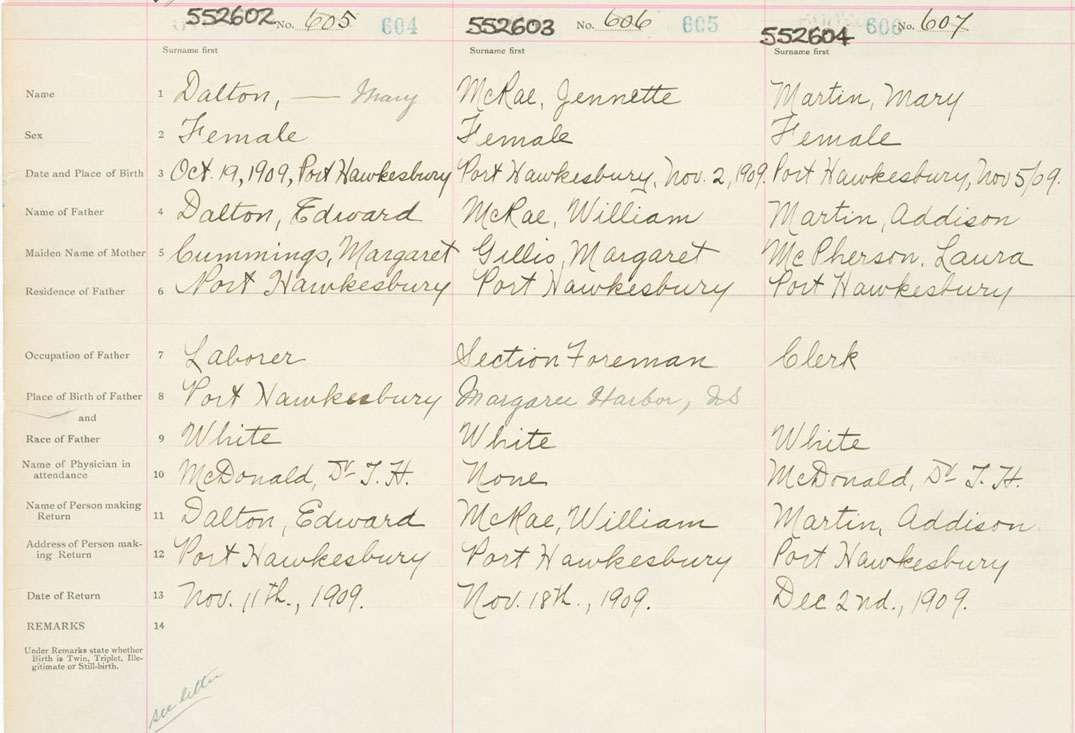 552602 No. 605 604 552603 No. 606 605 552604 606 No. 607
Surname first Surname first Surname first
Name 1 Dalton, — Mary McRae, Jennette Martin, Mary
Sex 2 Female Female Female
Date and Place of Birth 3 Oct. 19, 1909, Port Hawkesbury Port Hawkesbury, Nov. 2, 1909. Port Hawkesbury, Nov 5/09.
Name of Father 4 Dalton, Edward McRae, William Martin, Addison
Maiden Name of Mother 5 Cummings, Margaret Gillis, Margaret McPherson, Laura
Residence of Father 6 Port Hawkesbury Port Hawkesbury Port Hawkesbury
Occupation of Father 7 Laborer Section Foreman Clerk
Place of Birth of Father 8 Port Hawkesbury Margaree Harbor, NS
and
Race of Father 9 White White White
Name of Physician in
attendance 10 McDonald, Dr T. H. None McDonald, Dr T. H.
Name of Person making
Return 11 Dalton, Edward McRae, William Martin, Addison
Address of Person mak-
ing Return 12 Port Hawkesbury Port Hawkesbury Port Hawkesbury
Date of Return 13 Nov. 11th., 1909. Nov. 18th., 1909. Dec 2nd., 1909.
REMARKS 14
Under Remarks state whether
Birth is Twin, Triplet, Ille-
gitimate or Still-birth.
see letter